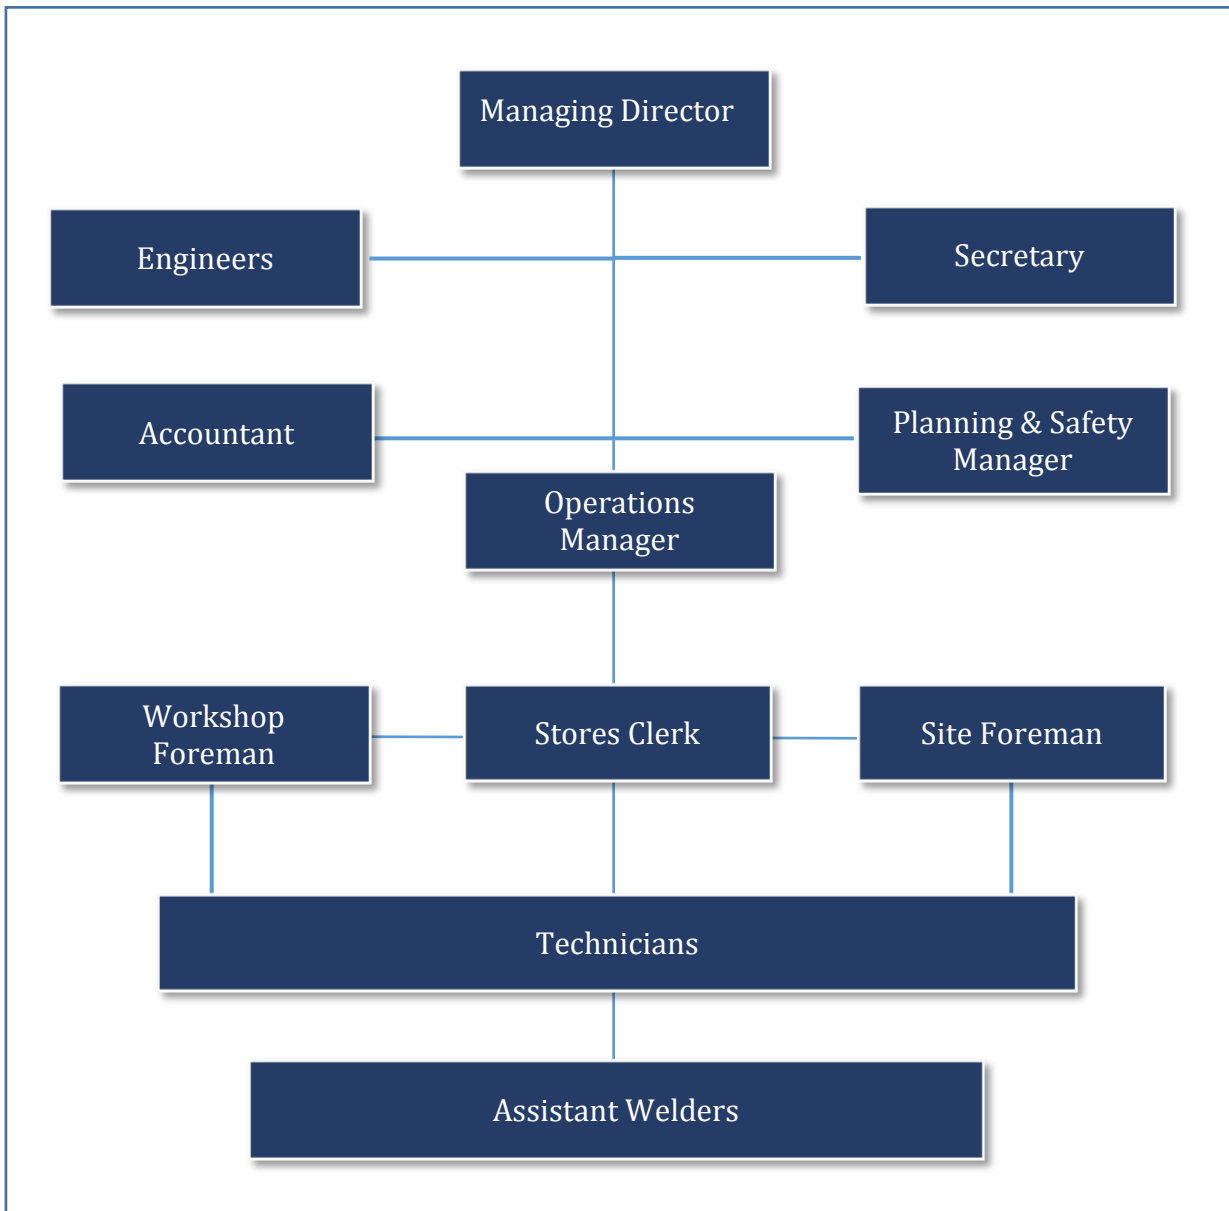 Managing Director
Engineers
Secretary
Accountant
Planning & Safety
Manager
Operations
Manager
Workshop
Foreman
Stores Clerk
Site Foreman
Technicians
Assistant Welders